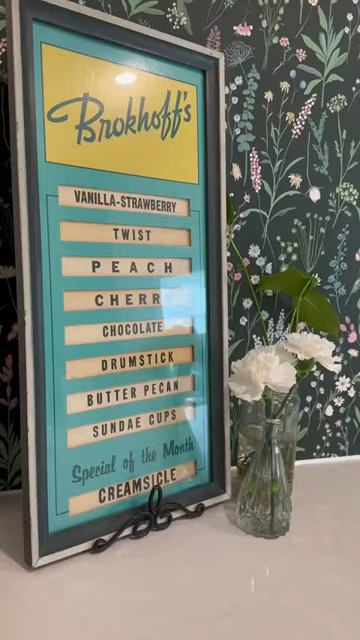 Brokhoff's
VANILLA-STRAWBERRY
TWIST
PEACH
CHERR
CHOCOLATE
DRUMSTICK
BUTTER PECAN
SUNDAE CUPS
Special of the Month
CREAMSICLE